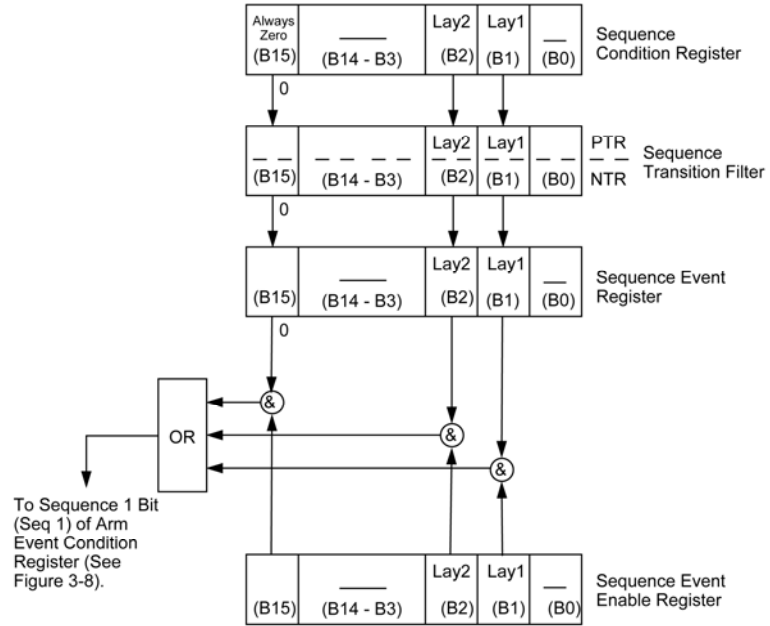 Always Zero (B15) ____ (B14 - B3) Lay2 (B2) Lay1 (B1) __ (B0)
Sequence
Condition Register
0
Lay2 Lay1
(B15) (B14 - B3) (B2) (B1) (B0)
PTR
NTR
Sequence
Transition Filter
0
Lay2 Lay1
(B15) (B14 - B3) (B2) (B1) (B0)
Sequence Event
Register
0
&
OR
&
&
To Sequence 1 Bit
(Seq 1) of Arm
Event Condition
Register (See
Figure 3-8).
Lay2 Lay1
(B15) (B14 - B3) (B2) (B1) (B0)
Sequence Event
Enable Register